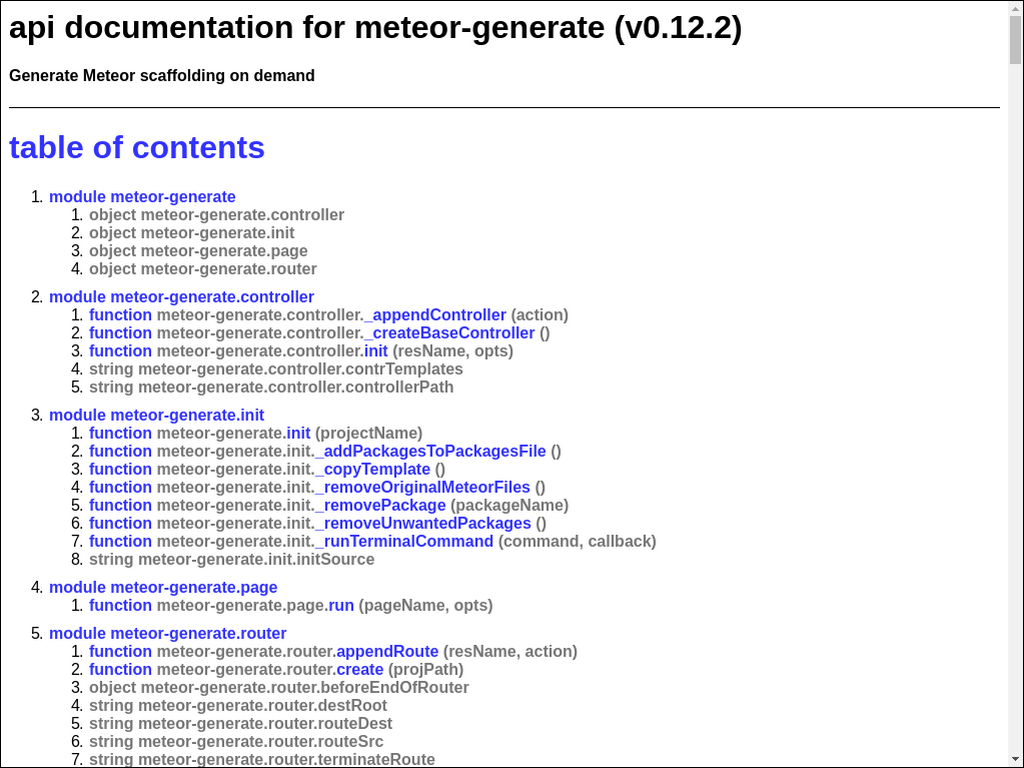 api documentation for meteor-generate (v0.12.2)
Generate Meteor scaffolding on demand
table of contents
1. module meteor-generate
1. object meteor-generate.controller
2. object meteor-generate.init
3. object meteor-generate.page
4. object meteor-generate.router
2. module meteor-generate.controller
1. function meteor-generate.controller._appendController (action)
2. function meteor-generate.controller._createBaseController ()
3. function meteor-generate.controller.init (resName, opts)
4. string meteor-generate.controller.contrTemplates
5. string meteor-generate.controller.controllerPath
3. module meteor-generate.init
1. function meteor-generate.init (projectName)
2. function meteor-generate.init._addPackagesToPackagesFile ()
3. function meteor-generate.init._copyTemplate ()
4. function meteor-generate.init._removeOriginalMeteorFiles ()
5. function meteor-generate.init._removePackage (packageName)
6. function meteor-generate.init._removeUnwantedPackages ()
7. function meteor-generate.init._runTerminalCommand (command, callback)
8. string meteor-generate.init.initSource
4. module meteor-generate.page
1. function meteor-generate.page.run (pageName, opts)
5. module meteor-generate.router
1. function meteor-generate.router.appendRoute (resName, action)
2. function meteor-generate.router.create (projPath)
3. object meteor-generate.router.beforeEndOfRouter
4. string meteor-generate.router.destRoot
5. string meteor-generate.router.routeDest
6. string meteor-generate.router.routeSrc
7. string meteor-generate.router.terminateRoute